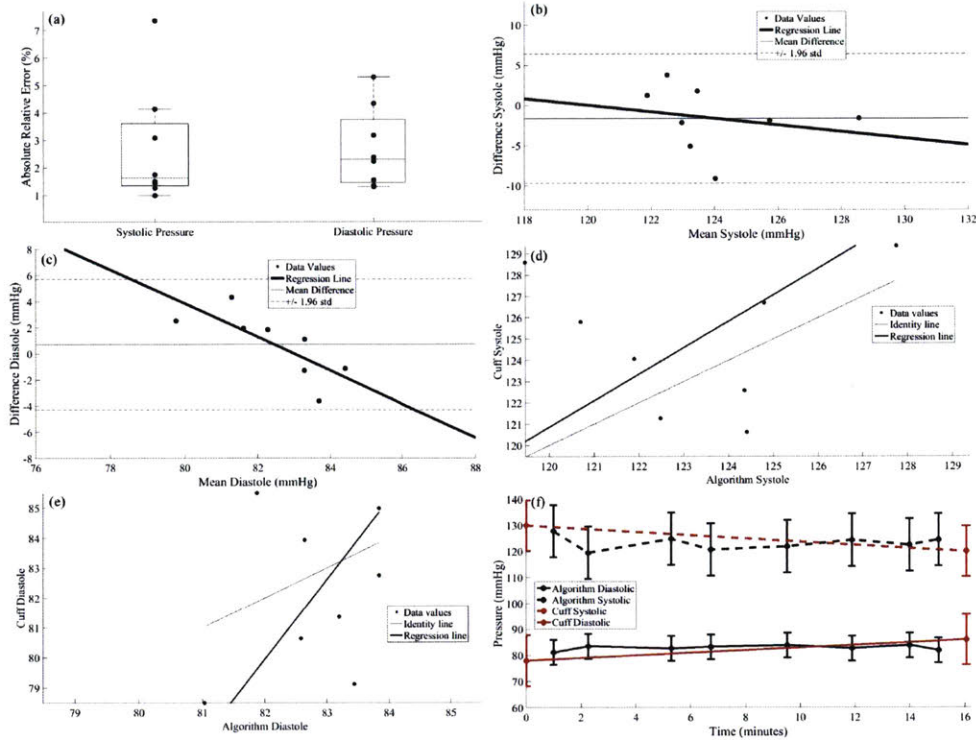 (a)
Absolute Relative Error (%)
7
6
5
4
3
2
1
Systolic Pressure
Diastolic Pressure
(b)
Difference Systole (mmHg)
10
5
0
-5
-10
Data Values
Regression Line
Mean Difference
+/- 1.96 std
118
120
122
124
126
128
130
132
Mean Systole (mmHg)
(c)
Difference Diastole (mmHg)
8
6
4
2
0
-2
-4
-6
-8
Data Values
Regression Line
Mean Difference
+/- 1.96 std
76
78
80
82
84
86
88
Mean Diastole (mmHg)
(d)
Cuff Systole
129
128
127
126
125
124
123
122
121
120
Data values
Identity line
Regression line
120
121
122
123
124
125
126
127
128
129
Algorithm Systole
(e)
Cuff Diastole
85
84
83
82
81
80
79
Data values
Identity line
Regression line
79
80
81
82
83
84
85
Algorithm Diastole
(f)
Pressure (mmHg)
140
130
120
110
100
90
80
70
60
Algorithm Diastolic
Algorithm Systolic
Cuff Systolic
Cuff Diastolic
0
2
4
6
8
10
12
14
16
Time (minutes)